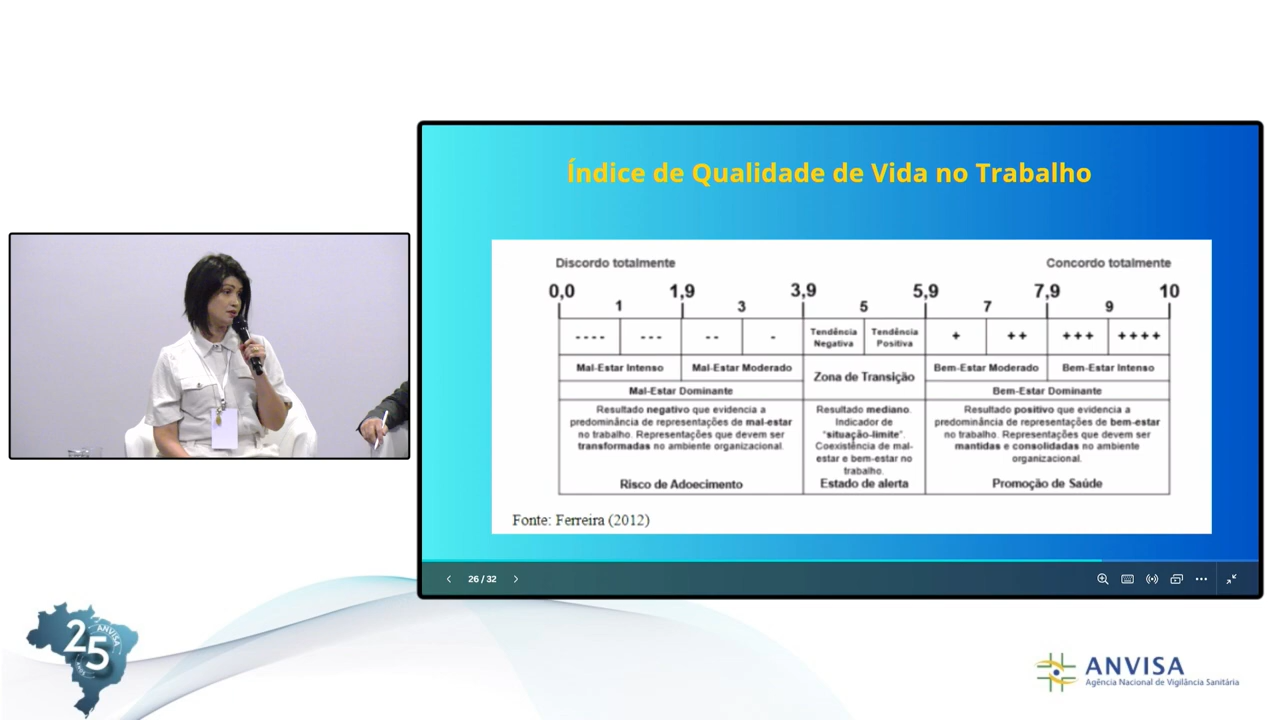 Índice de Qualidade de Vida no Trabalho
Discordo totalmente Concordo totalmente
0,0 1,9 3,9 5,9 7,9 10
1 3 5 7 9
---- --- -- - Tendência Negativa Tendência Positiva + ++ +++ ++++
Mal-Estar Intenso Mal-Estar Moderado Zona de Transição Bem-Estar Moderado Bem-Estar Intenso
Mal-Estar Dominante Bem-Estar Dominante
Resultado negativo que evidencia a
predominância de representações de mal-estar
no trabalho. Representações que devem ser
transformadas no ambiente organizacional.
Risco de Adoecimento
Resultado mediano.
Indicador de
"situação-limite".
Coexistência de mal-
estar e bem-estar no
trabalho.
Estado de alerta
Resultado positivo que evidencia a
predominância de representações de bem-estar
no trabalho. Representações que devem ser
mantidas e consolidadas no ambiente
organizacional.
Promoção de Saúde
Fonte: Ferreira (2012)
26 / 32
25
ANVISA
ANOS
ANVISA
Agência Nacional de Vigilância Sanitária